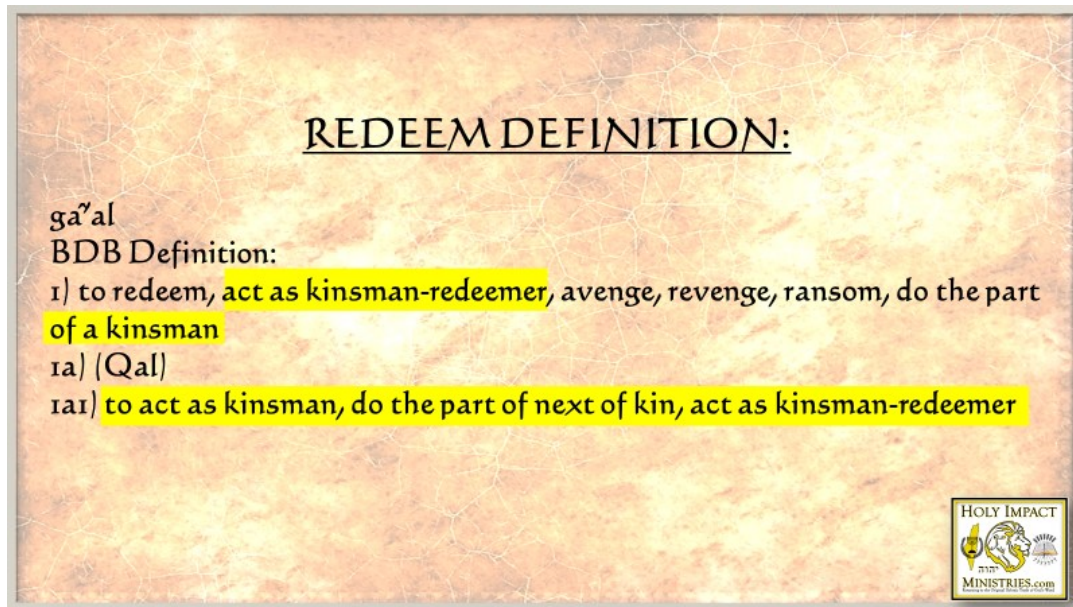 REDEEM DEFINITION:
gâ'al
BDB Definition:
1) to redeem, act as kinsman-redeemer, avenge, revenge, ransom, do the part
of a kinsman
1a) (Qal)
1a1) to act as kinsman, do the part of next of kin, act as kinsman-redeemer
HOLY IMPACT
יהוה
MINISTRIES.com